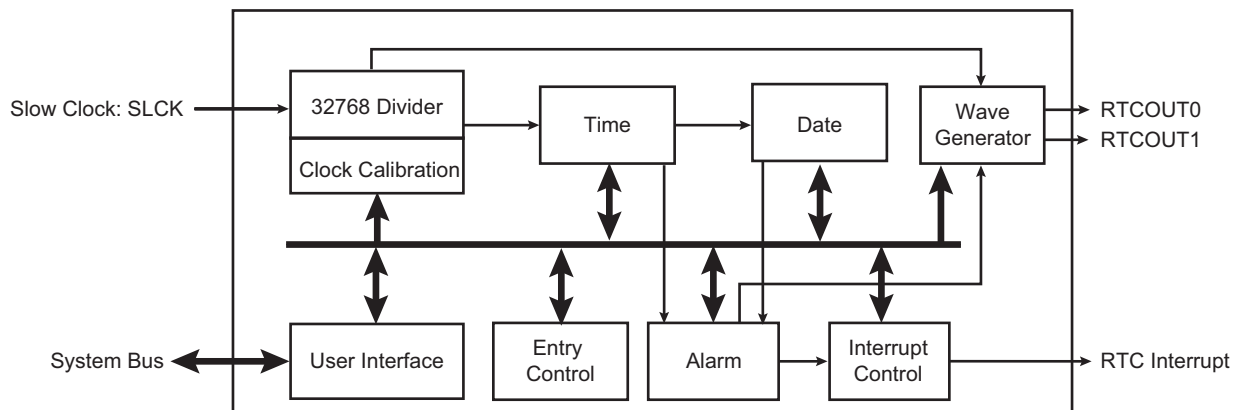 Slow Clock: SLCK
32768 Divider
Clock Calibration
Time
Date
Wave
Generator
RTCOUT0
RTCOUT1
System Bus
User Interface
Entry
Control
Alarm
Interrupt
Control
RTC Interrupt